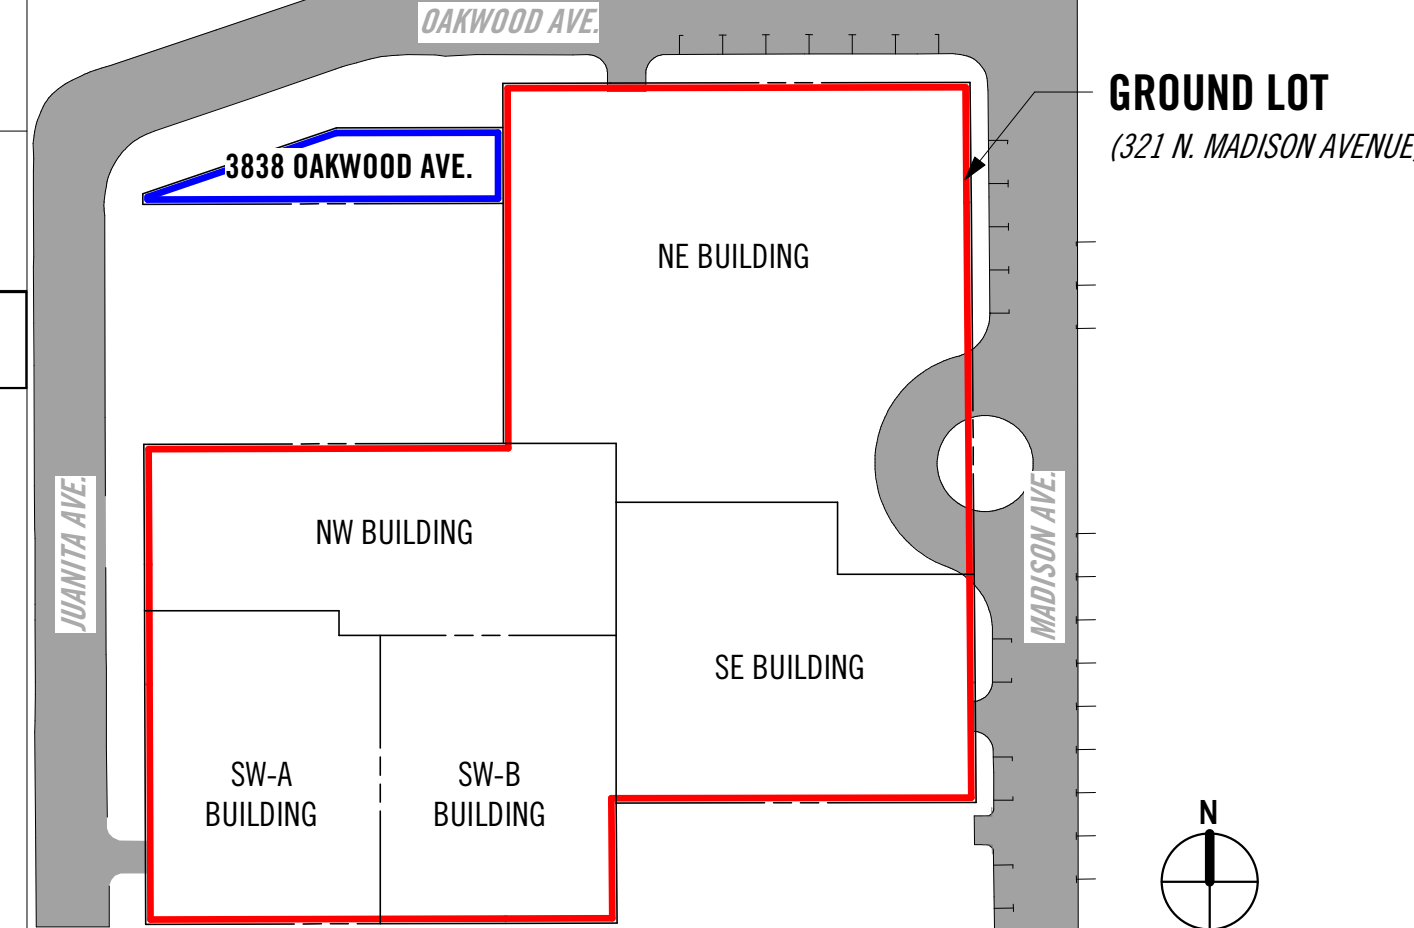 OAKWOOD AVE.
GROUND LOT
(321 N. MADISON AVENUE)
3838 OAKWOOD AVE.
NE BUILDING
JUANITA AVE.
NW BUILDING
MADISON AVE.
SE BUILDING
SW-A
BUILDING
SW-B
BUILDING
N